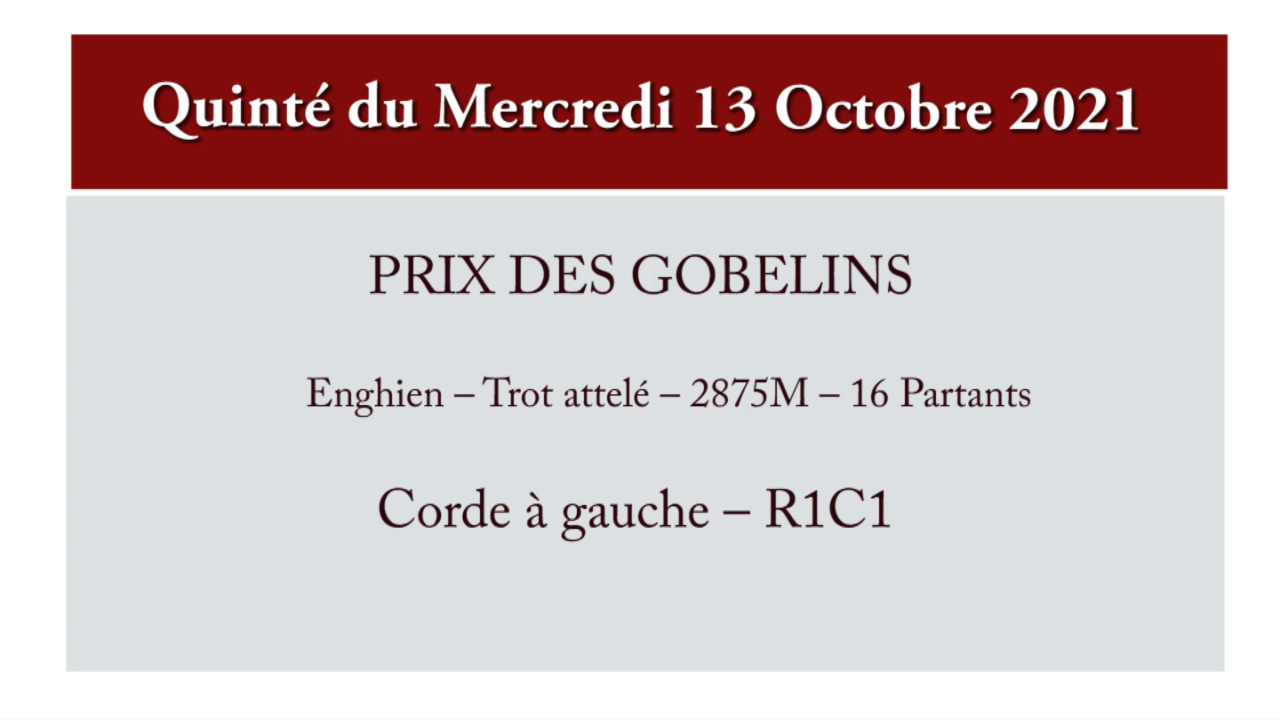 Quinté du Mercredi 13 Octobre 2021
PRIX DES GOBELINS
Enghien – Trot attelé – 2875M – 16 Partants
Corde à gauche – R1C1